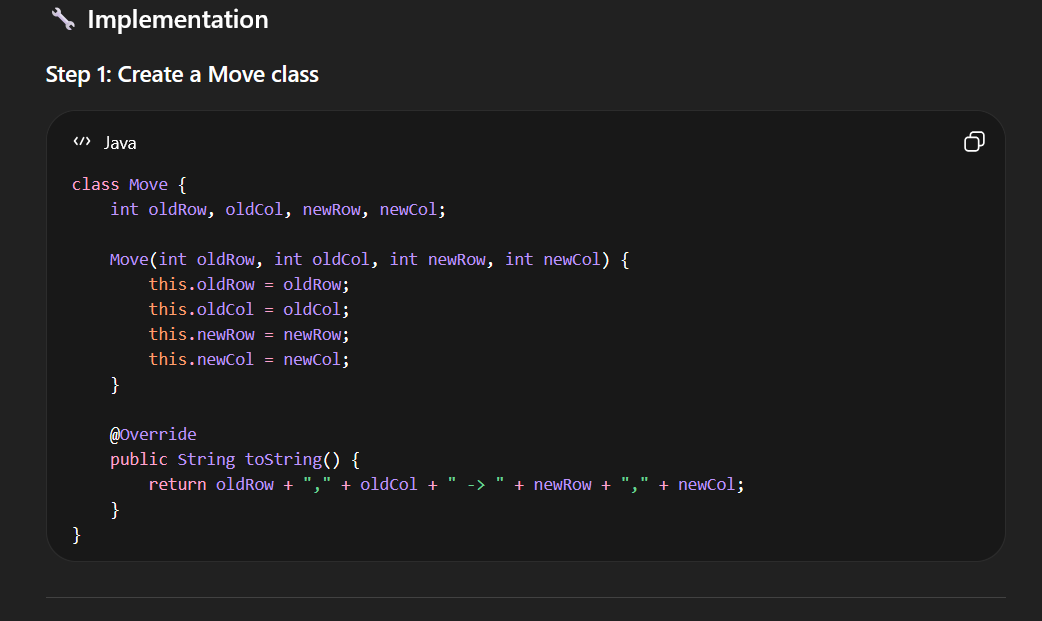 🔧 Implementation
Step 1: Create a Move class
</> Java
class Move {
    int oldRow, oldCol, newRow, newCol;

    Move(int oldRow, int oldCol, int newRow, int newCol) {
        this.oldRow = oldRow;
        this.oldCol = oldCol;
        this.newRow = newRow;
        this.newCol = newCol;
    }

    @Override
    public String toString() {
        return oldRow + "," + oldCol + " -> " + newRow + "," + newCol;
    }
}